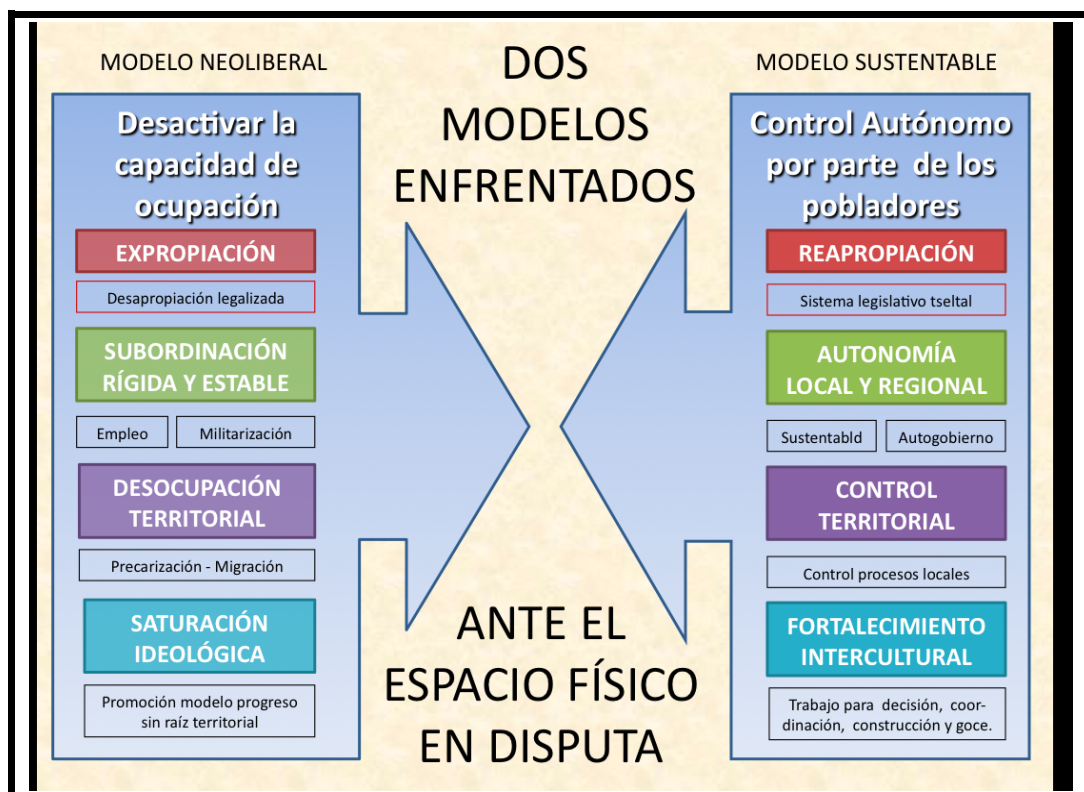 MODELO NEOLIBERAL
Desactivar la
capacidad de
ocupación
EXPROPIACIÓN
Desapropiación legalizada
SUBORDINACIÓN
RÍGIDA Y ESTABLE
Empleo
Militarización
DESOCUPACIÓN
TERRITORIAL
Precarización - Migración
SATURACIÓN
IDEOLÓGICA
Promoción modelo progreso
sin raíz territorial
DOS
MODELOS
ENFRENTADOS
ANTE EL
ESPACIO FÍSICO
EN DISPUTA
MODELO SUSTENTABLE
Control Autónomo
por parte de los
pobladores
REAPROPIACIÓN
Sistema legislativo tseltal
AUTONOMÍA
LOCAL Y REGIONAL
Sustentabld
Autogobierno
CONTROL
TERRITORIAL
Control procesos locales
FORTALECIMIENTO
INTERCULTURAL
Trabajo para decisión, coor-
dinación, construcción y goce.